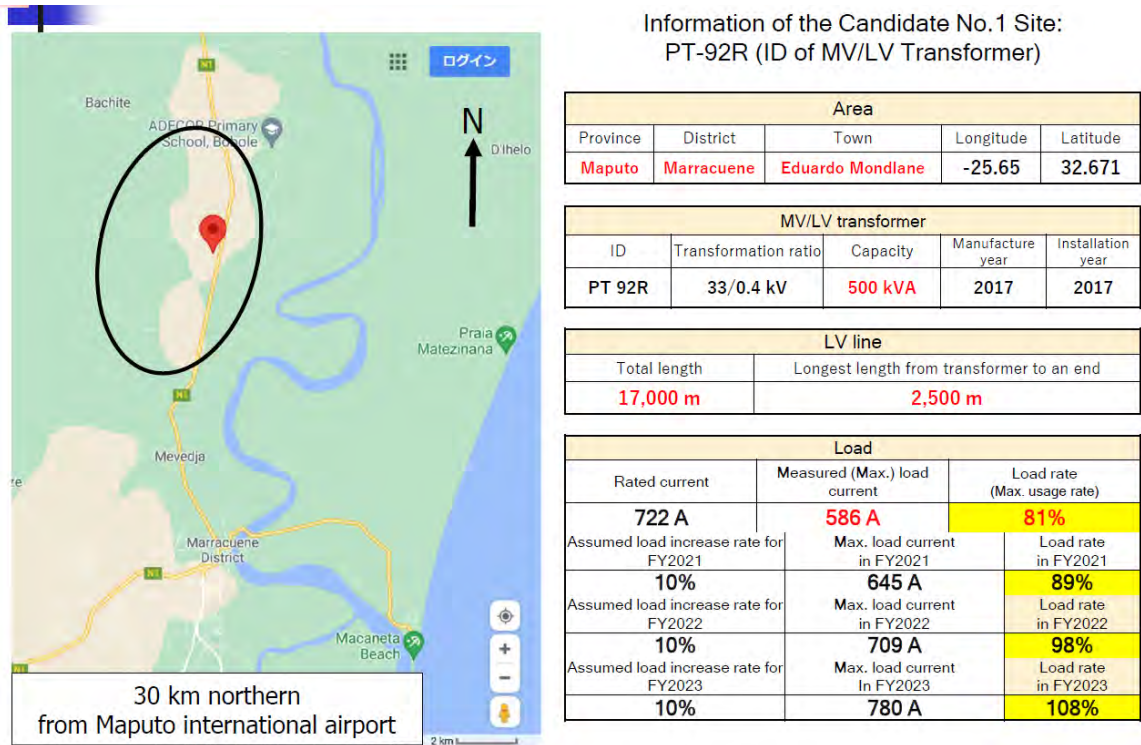 N1
ログイン
Bachite
ADECOR Primary
School, Bobole
N
D'Ihelo
Praia
Matezinana
N1
Mevedja
ze
Marracuene
District
N1
Macaneta
Beach
30 km northern
from Maputo international airport
2 km
Information of the Candidate No.1 Site:
PT-92R (ID of MV/LV Transformer)
Area
Province District Town Longitude Latitude
Maputo Marracuene Eduardo Mondlane -25.65 32.671
MV/LV transformer
ID Transformation ratio Capacity Manufacture year Installation year
PT 92R 33/0.4 kV 500 kVA 2017 2017
LV line
Total length Longest length from transformer to an end
17,000 m 2,500 m
Load
Rated current Measured (Max.) load current Load rate (Max. usage rate)
722 A 586 A 81%
Assumed load increase rate for FY2021 Max. load current in FY2021 Load rate in FY2021
10% 645 A 89%
Assumed load increase rate for FY2022 Max. load current in FY2022 Load rate in FY2022
10% 709 A 98%
Assumed load increase rate for FY2023 Max. load current In FY2023 Load rate in FY2023
10% 780 A 108%